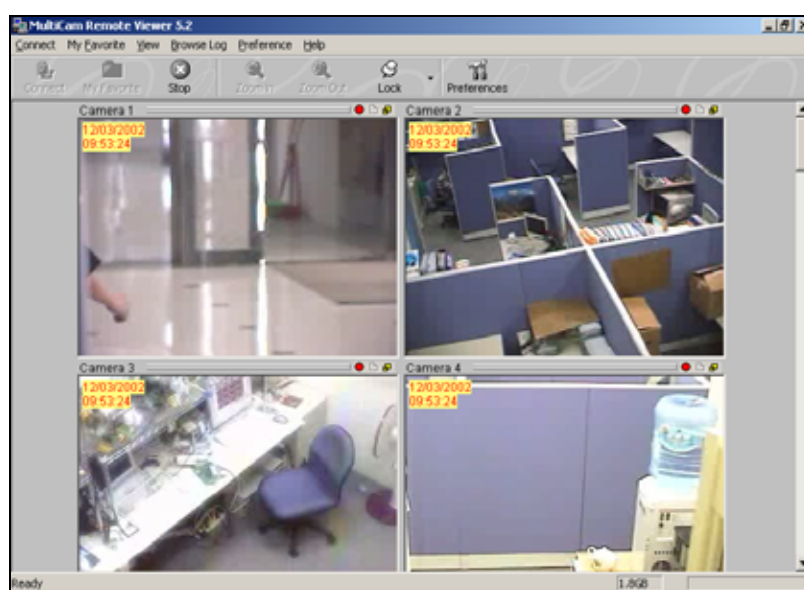 MultiCam Remote Viewer 5.2
Connect My Favorite View Browse Log Preference Help
Connect My Favorite Stop Zoom In Zoom Out Lock Preferences
Camera 1 Camera 2
12/03/2002 12/03/2002
09:53:24 09:53:24
Camera 3 Camera 4
12/03/2002 12/03/2002
09:53:24 09:53:24
Ready 1.8GB